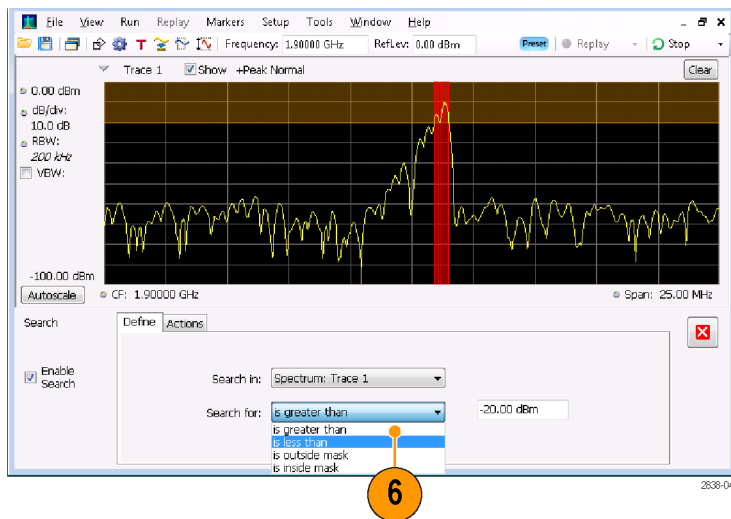 File View Run Replay Markers Setup Tools Window Help
Frequency: 1.90000 GHz RefLev: 0.00 dBm Preset Replay Stop
Trace 1 Show +Peak Normal Clear
0.00 dBm
dB/div:
10.0 dB
RBW:
200 kHz
VBW:
-100.00 dBm
Autoscale CF: 1.90000 GHz Span: 25.00 MHz
Search Define Actions
Enable
Search
Search in: Spectrum: Trace 1
Search for: is greater than -20.00 dBm
is greater than
is less than
is outside mask
is inside mask
6